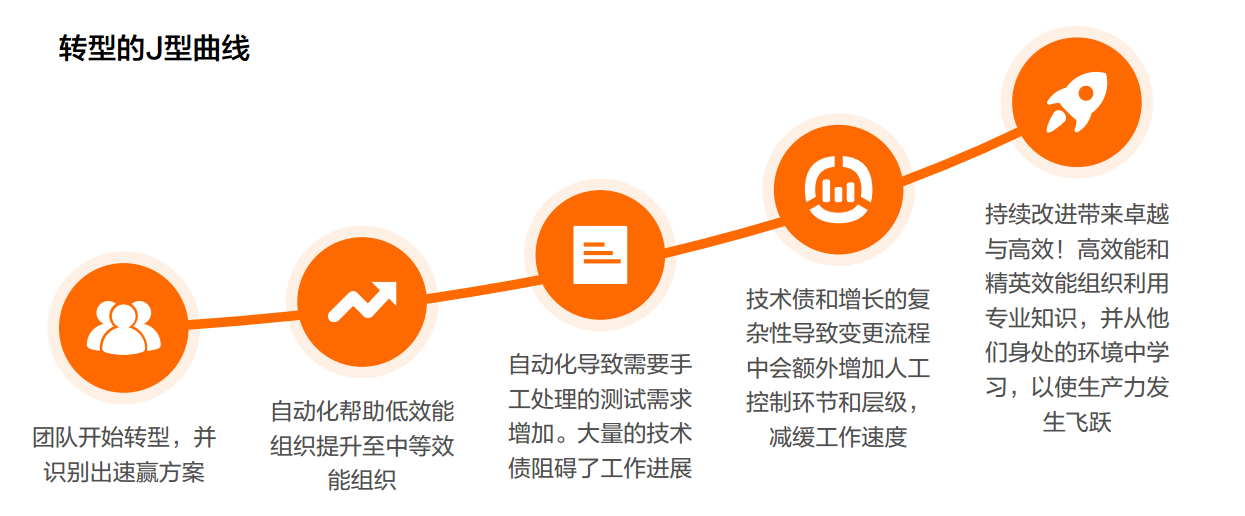 转型的J型曲线
团队开始转型，并
识别出速赢方案
自动化帮助低效能
组织提升至中等效
能组织
自动化导致需要手
工处理的测试需求
增加。大量的技术
债阻碍了工作进展
技术债和增长的复
杂性导致变更流程
中会额外增加人工
控制环节和层级，
减缓工作速度
持续改进带来卓越
与高效！高效能和
精英效能组织利用
专业知识，并从他
们身处的环境中学
习，以使生产力发
生飞跃